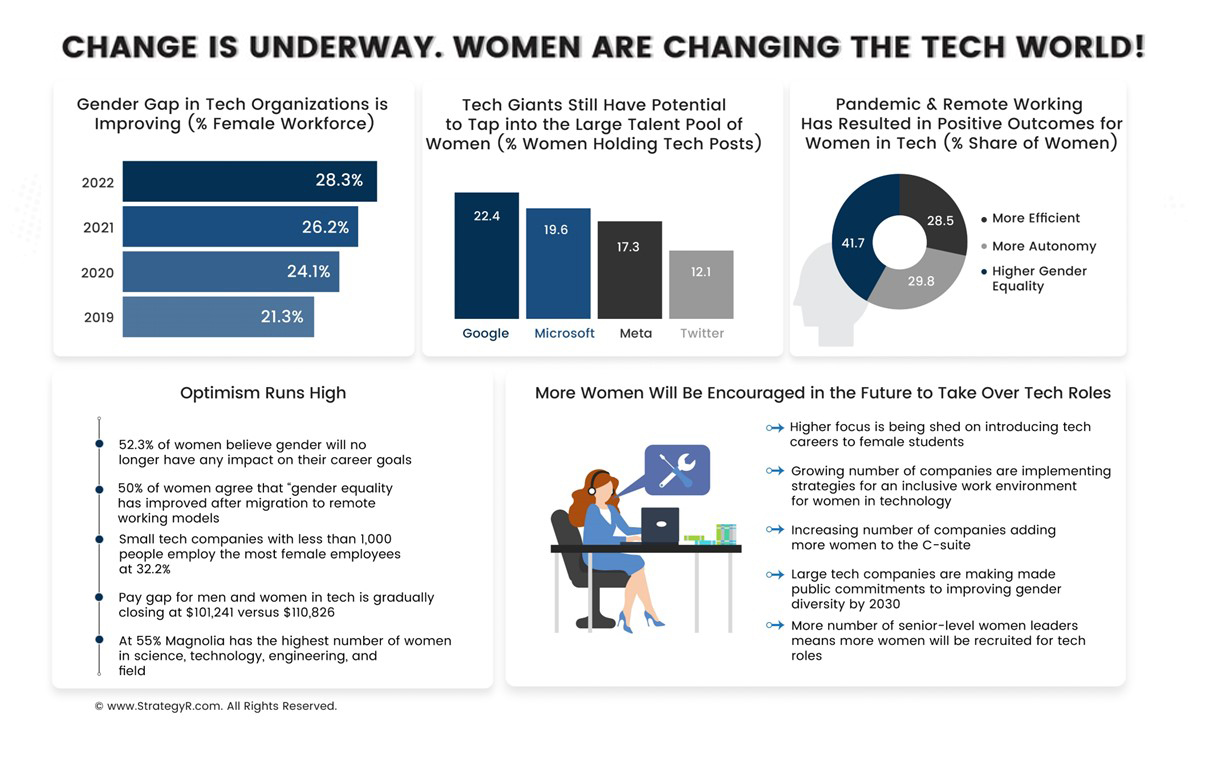 CHANGE IS UNDERWAY. WOMEN ARE CHANGING THE TECH WORLD!
Gender Gap in Tech Organizations is
Improving (% Female Workforce)
2022
28.3%
2021
26.2%
2020
24.1%
2019
21.3%
Tech Giants Still Have Potential
to Tap into the Large Talent Pool of
Women (% Women Holding Tech Posts)
22.4
19.6
17.3
12.1
Google
Microsoft
Meta
Twitter
Pandemic & Remote Working
Has Resulted in Positive Outcomes for
Women in Tech (% Share of Women)
28.5
41.7
29.8
More Efficient
More Autonomy
Higher Gender
Equality
Optimism Runs High
52.3% of women believe gender will no
longer have any impact on their career goals
50% of women agree that "gender equality
has improved after migration to remote
working models
Small tech companies with less than 1,000
people employ the most female employees
at 32.2%
Pay gap for men and women in tech is gradually
closing at $101,241 versus $110,826
At 55% Magnolia has the highest number of women
in science, technology, engineering, and
field
More Women Will Be Encouraged in the Future to Take Over Tech Roles
Higher focus is being shed on introducing tech
careers to female students
Growing number of companies are implementing
strategies for an inclusive work environment
for women in technology
Increasing number of companies adding
more women to the C-suite
Large tech companies are making made
public commitments to improving gender
diversity by 2030
More number of senior-level women leaders
means more women will be recruited for tech
roles
© www.StrategyR.com. All Rights Reserved.